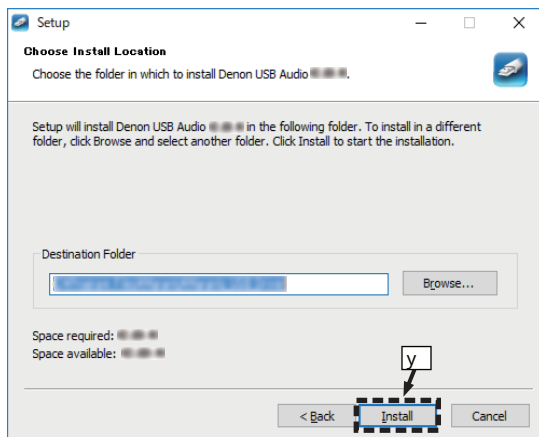 Setup
Choose Install Location
Choose the folder in which to install Denon USB Audio .
Setup will install Denon USB Audio in the following folder. To install in a different
folder, click Browse and select another folder. Click Install to start the installation.
Destination Folder
Browse...
Space required:
Space available:
y
< Back Install Cancel